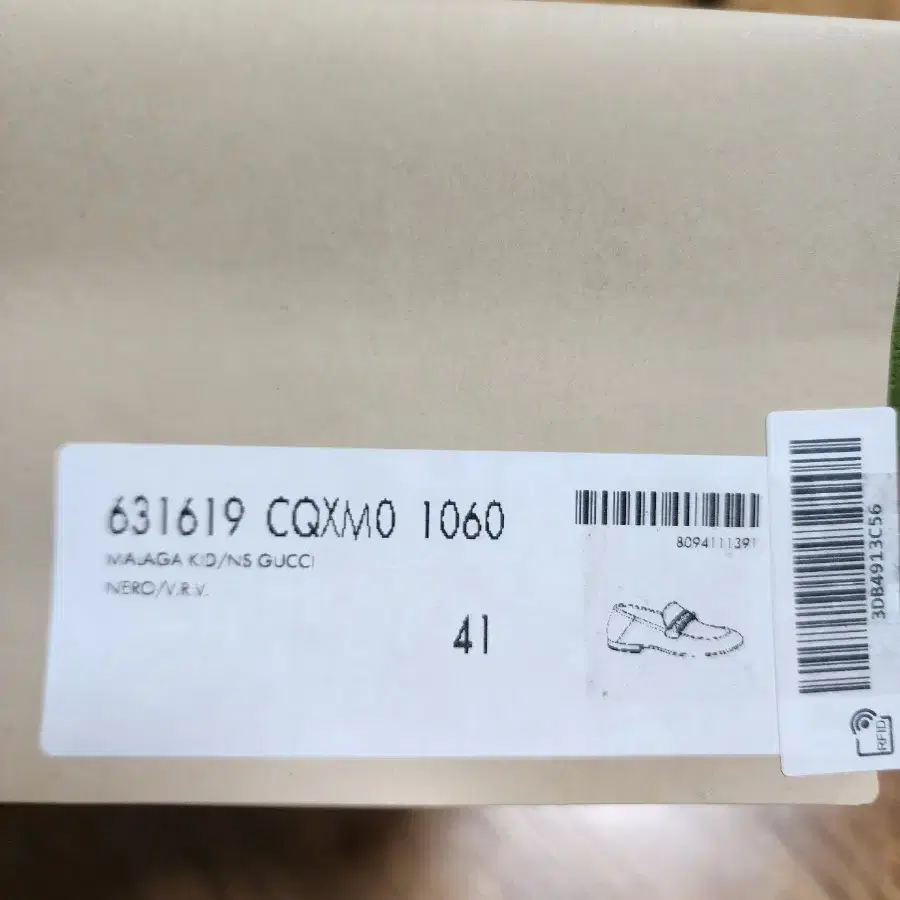 631619 CQXM0 1060
MALAGA KID/NS GUCCI
NERO/V.R.V.
41
8094111391
3DB4913C56
RFID